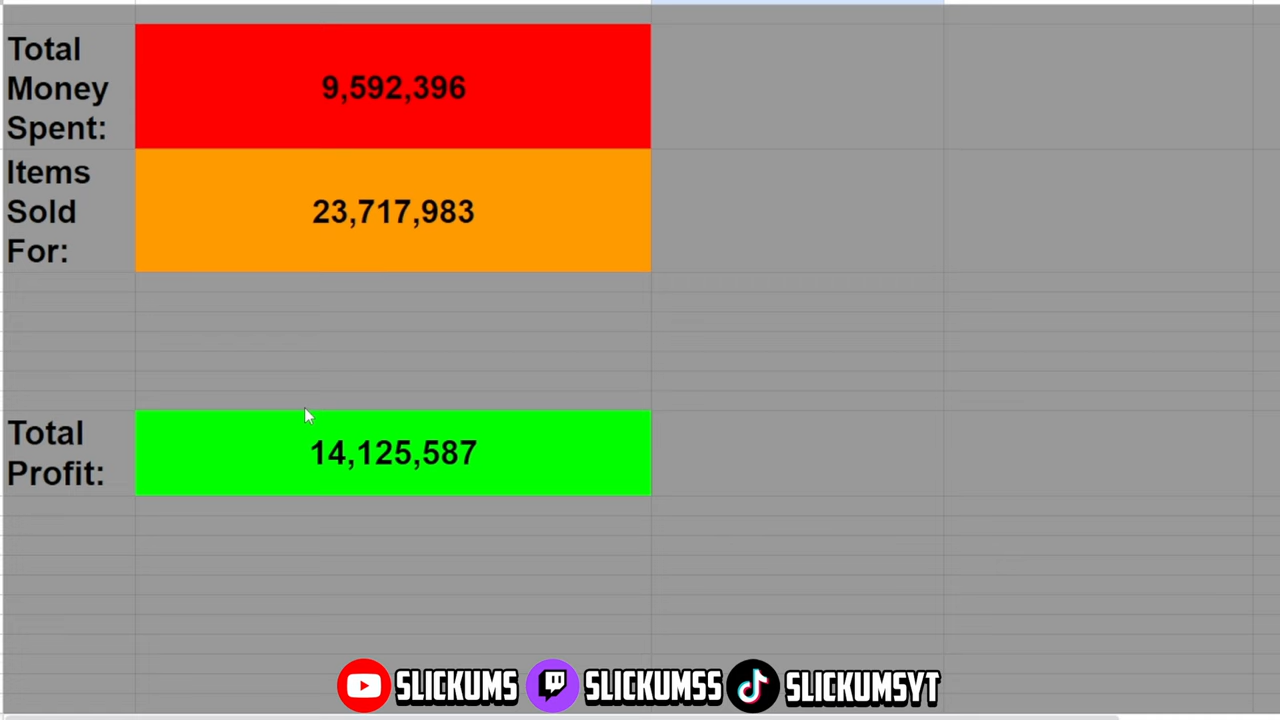 Total
Money
Spent:
9,592,396
Items
Sold
For:
23,717,983
Total
Profit:
14,125,587
SLICKUMS SLICKUMSS SLICKUMSYT